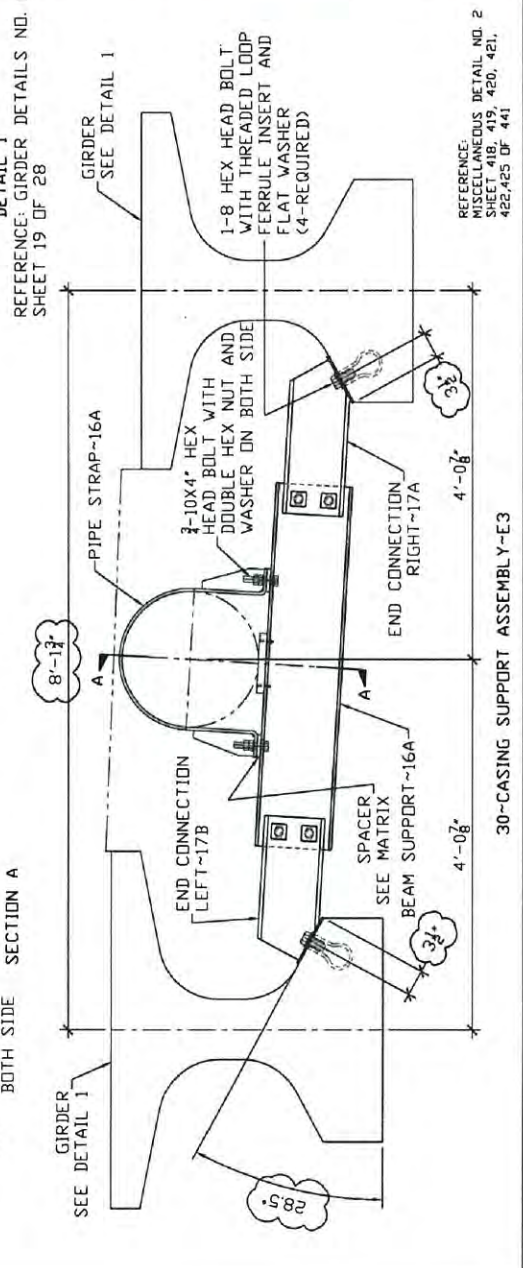 BOTH SIDE SECTION A
DETAIL 1
REFERENCE: GIRDER DETAILS NO.
SHEET 19 OF 28
8'-1¾"
GIRDER
SEE DETAIL 1
PIPE STRAP~16A
GIRDER
SEE DETAIL 1
¾-10X4" HEX
HEAD BOLT WITH
DOUBLE HEX NUT AND
WASHER ON BOTH SIDE
1-8 HEX HEAD BOLT
WITH THREADED LOOP
FERRULE INSERT AND
FLAT WASHER
(4-REQUIRED)
A
A
END CONNECTION
LEFT~17B
SPACER
SEE MATRIX
BEAM SUPPORT~16A
END CONNECTION
RIGHT~17A
28.5°
3½"
3½"
4'-0⅞"
4'-0⅞"
30~CASING SUPPORT ASSEMBLY~E3
REFERENCE:
MISCELLANEOUS DETAIL NO. 2
SHEET 418, 419, 420, 421,
422,425 OF 441